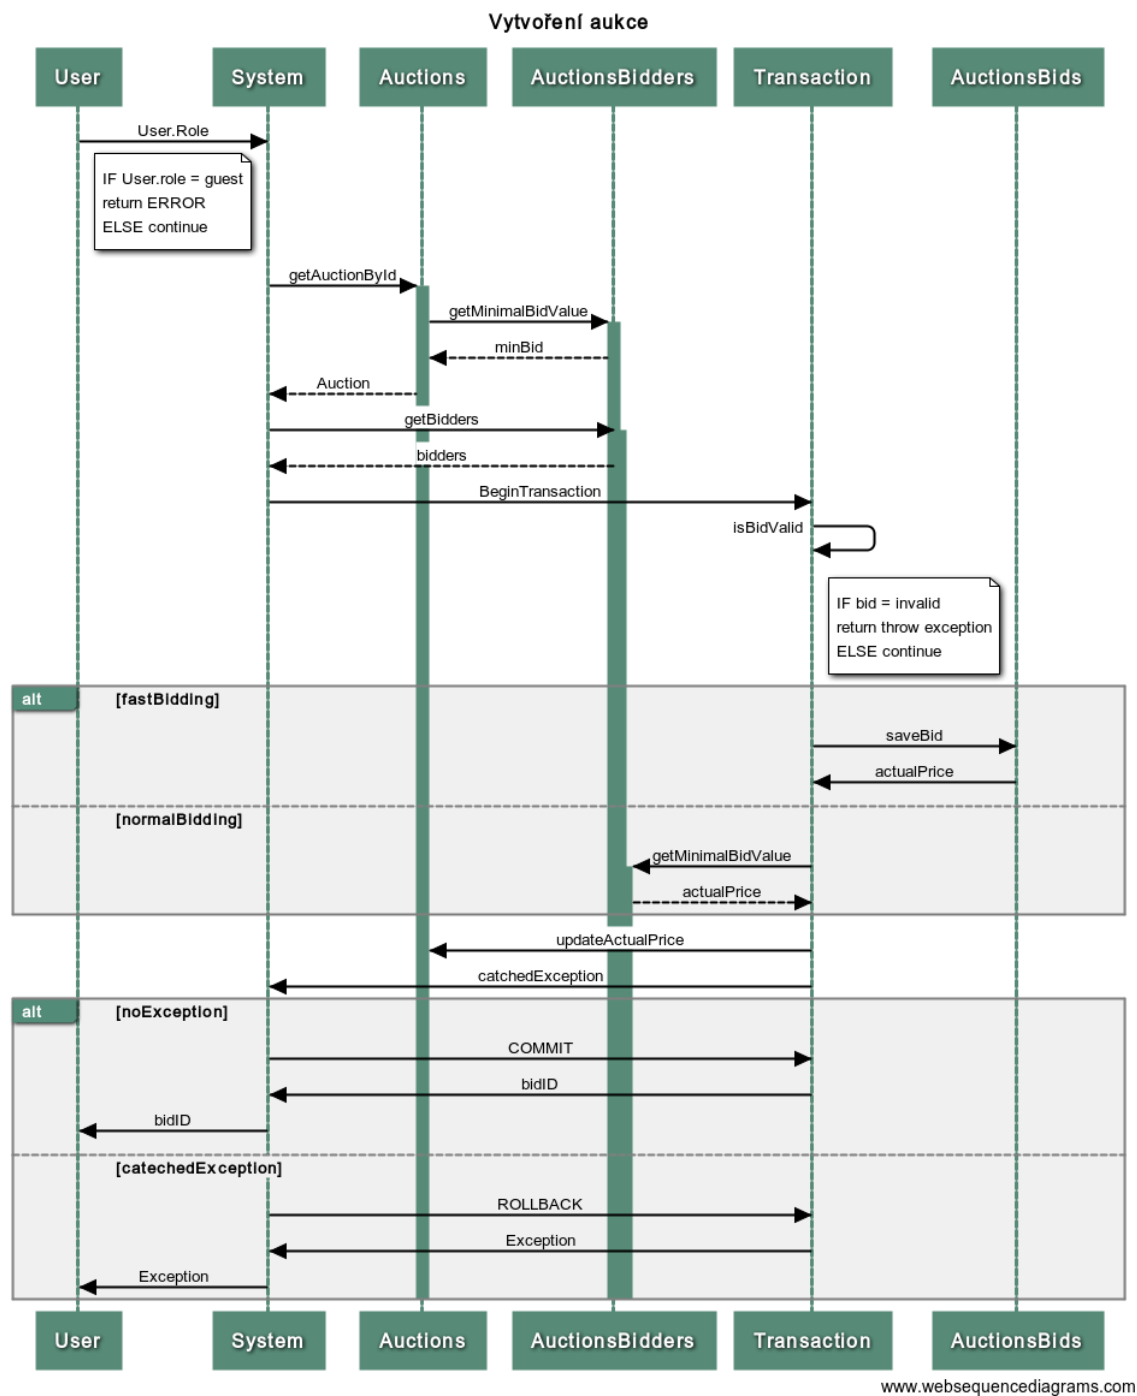 Vytvoření aukce
User
System
Auctions
AuctionsBidders
Transaction
AuctionsBids
User.Role
IF User.role = guest
return ERROR
ELSE continue
getAuctionById
getMinimalBidValue
minBid
Auction
getBidders
bidders
BeginTransaction
isBidValid
IF bid = invalid
return throw exception
ELSE continue
alt
[fastBidding]
saveBid
actualPrice
[normalBidding]
getMinimalBidValue
actualPrice
updateActualPrice
catchedException
alt
[noException]
COMMIT
bidID
bidID
[catechedException]
ROLLBACK
Exception
Exception
User
System
Auctions
AuctionsBidders
Transaction
AuctionsBids
www.websequencediagrams.com